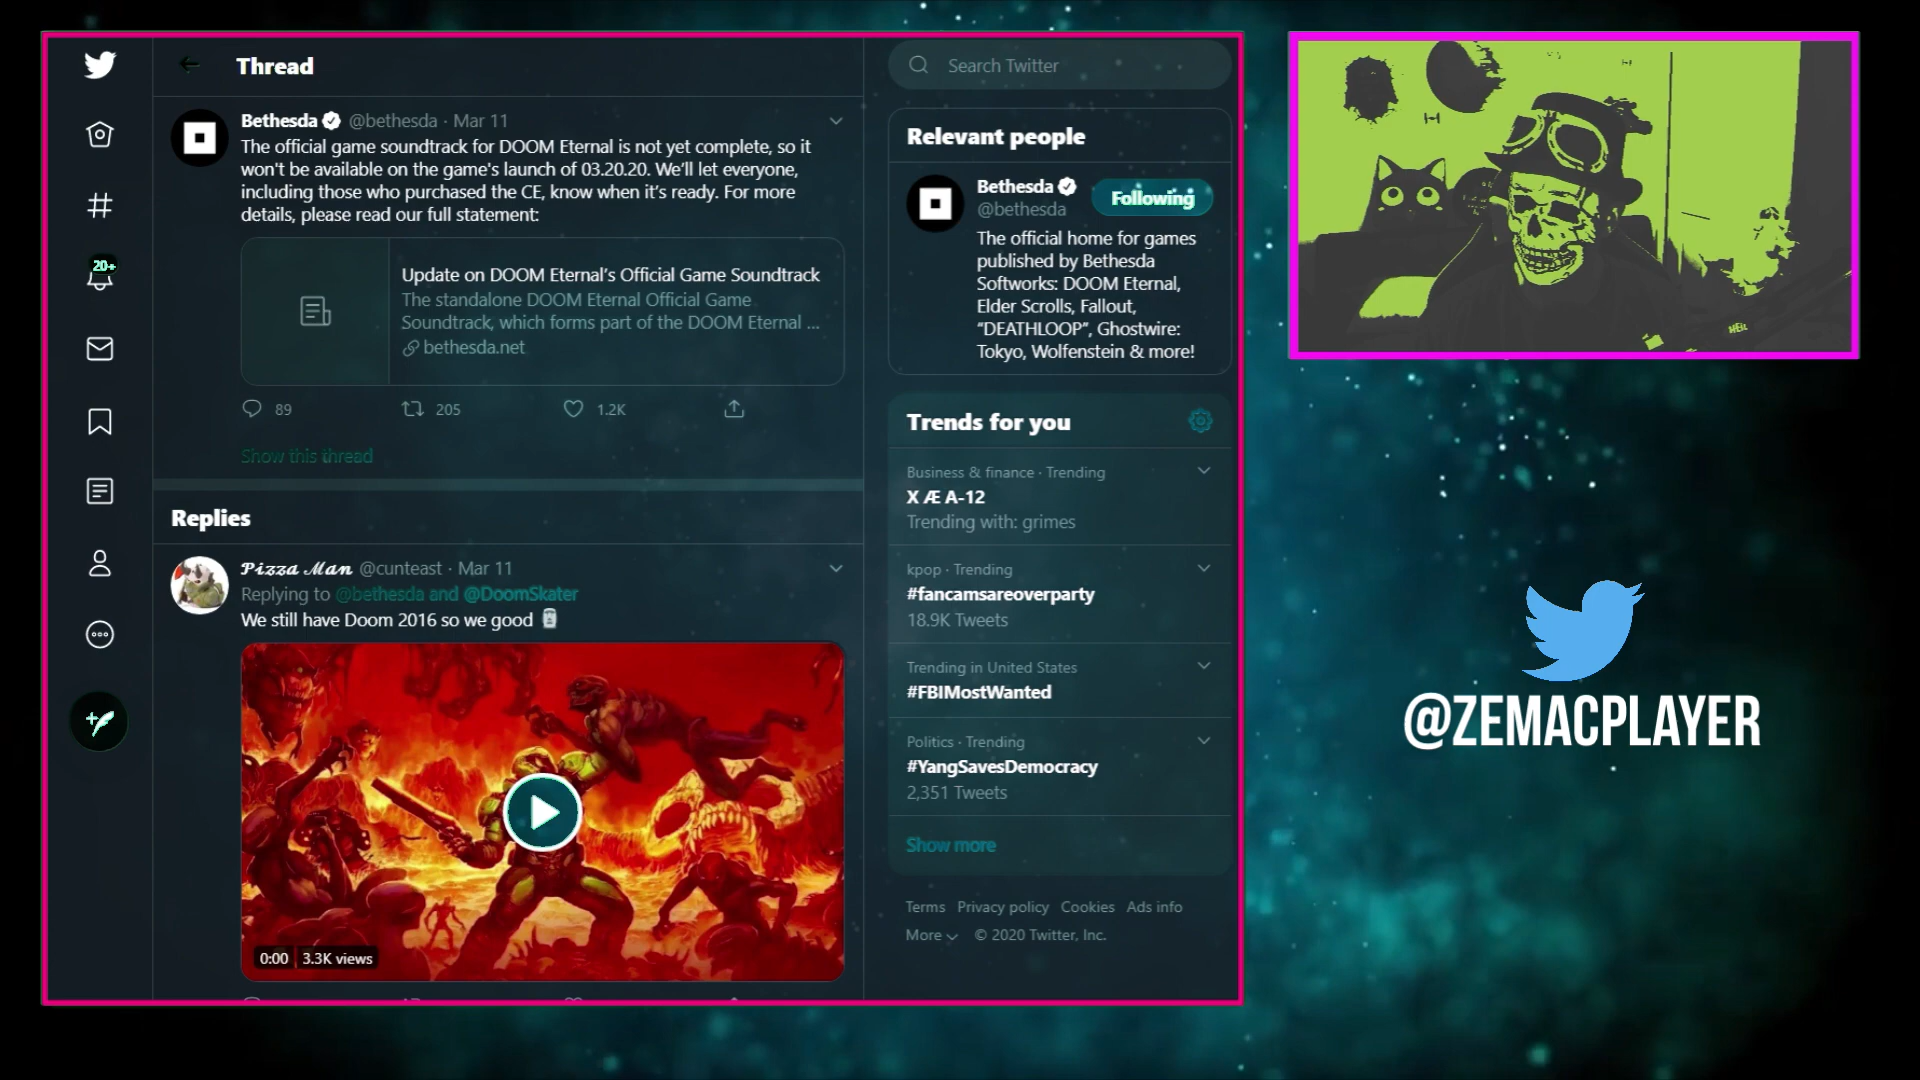 Thread
Bethesda @bethesda · Mar 11
The official game soundtrack for DOOM Eternal is not yet complete, so it
won't be available on the game's launch of 03.20.20. We'll let everyone,
including those who purchased the CE, know when it's ready. For more
details, please read our full statement:
Update on DOOM Eternal's Official Game Soundtrack
The standalone DOOM Eternal Official Game
Soundtrack, which forms part of the DOOM Eternal ...
bethesda.net
89 205 1.2K
Show this thread
20+
Replies
𝓟𝓲𝔃𝔃𝓪 𝓜𝓪𝓷 @cunteast · Mar 11
Replying to @bethesda and @DoomSkater
We still have Doom 2016 so we good
0:00 3.3K views
Search Twitter
Relevant people
Bethesda
@bethesda
Following
The official home for games
published by Bethesda
Softworks: DOOM Eternal,
Elder Scrolls, Fallout,
“DEATHLOOP”, Ghostwire:
Tokyo, Wolfenstein & more!
Trends for you
Business & finance · Trending
X Æ A-12
Trending with: grimes
kpop · Trending
#fancamsareoverparty
18.9K Tweets
Trending in United States
#FBIMostWanted
Politics · Trending
#YangSavesDemocracy
2,351 Tweets
Show more
Terms Privacy policy Cookies Ads info
More © 2020 Twitter, Inc.
@ZEMACPLAYER